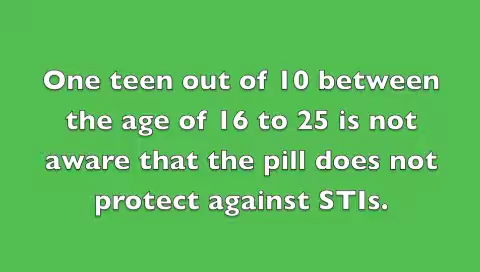 One teen out of 10 between
the age of 16 to 25 is not
aware that the pill does not
protect against STIs.